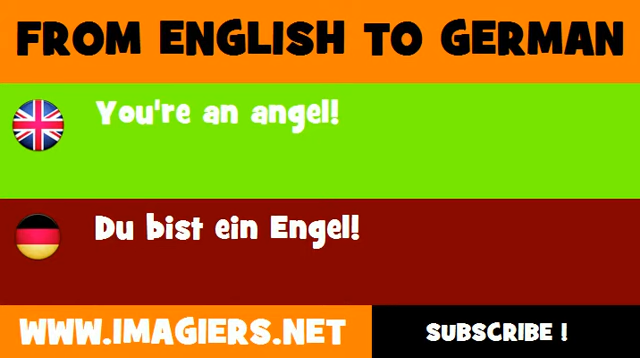 FROM ENGLISH TO GERMAN
You're an angel!
Du bist ein Engel!
WWW.IMAGIERS.NET
SUBSCRIBE !